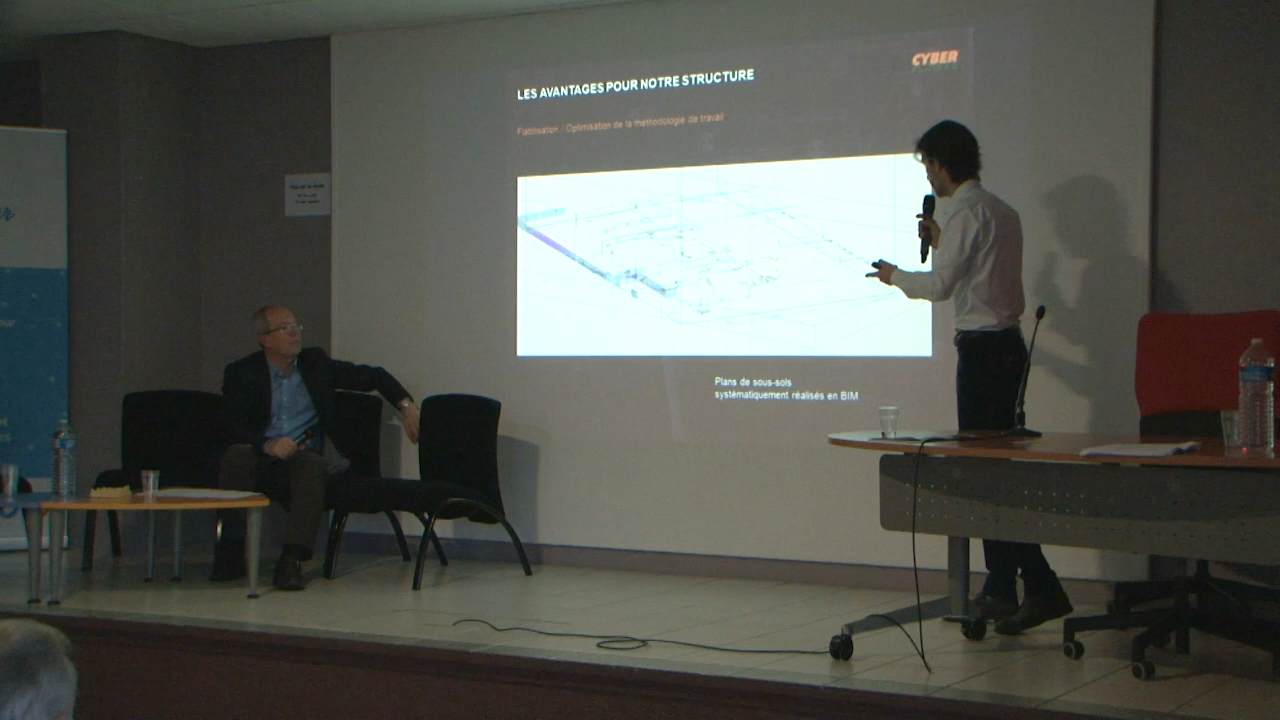 CYBER
LES AVANTAGES POUR NOTRE STRUCTURE
Fiabilisation / Optimisation de la méthodologie de travail
Plans de sous-sols
systématiquement réalisés en BIM